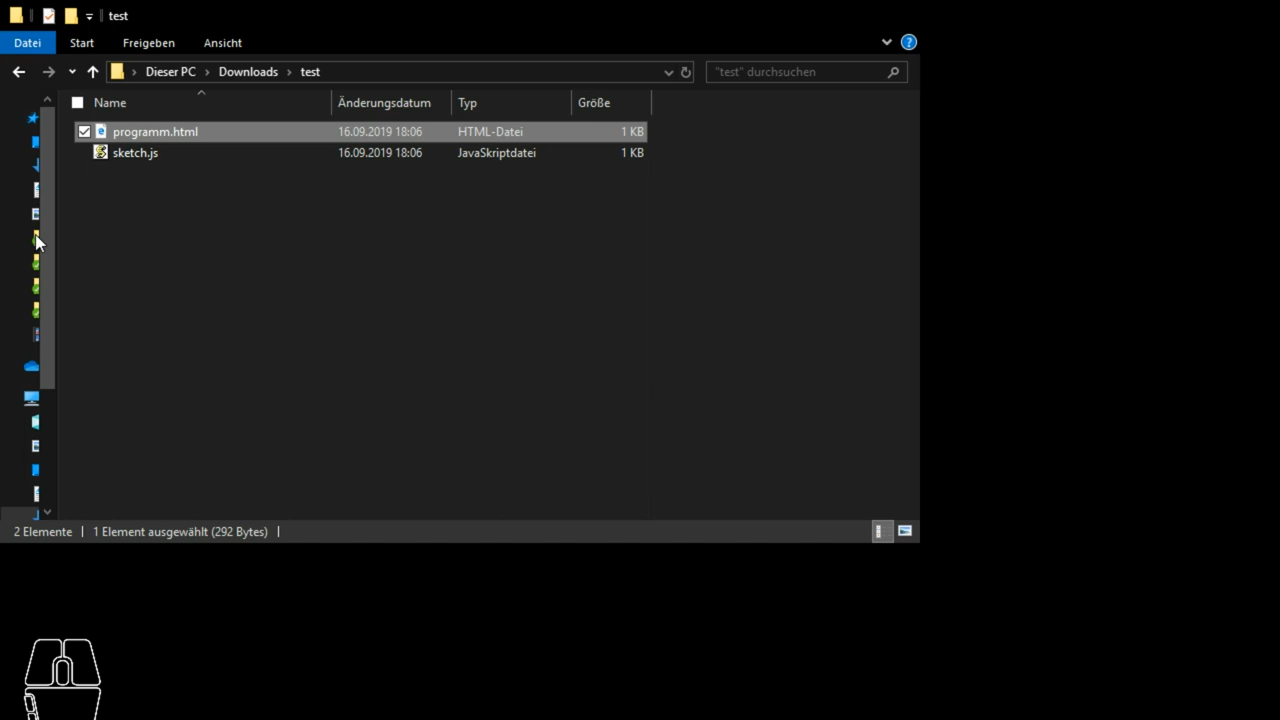 test
Datei Start Freigeben Ansicht ?
Dieser PC Downloads test "test" durchsuchen
Name Änderungsdatum Typ Größe
programm.html 16.09.2019 18:06 HTML-Datei 1 KB
sketch.js 16.09.2019 18:06 JavaSkriptdatei 1 KB
2 Elemente 1 Element ausgewählt (292 Bytes)